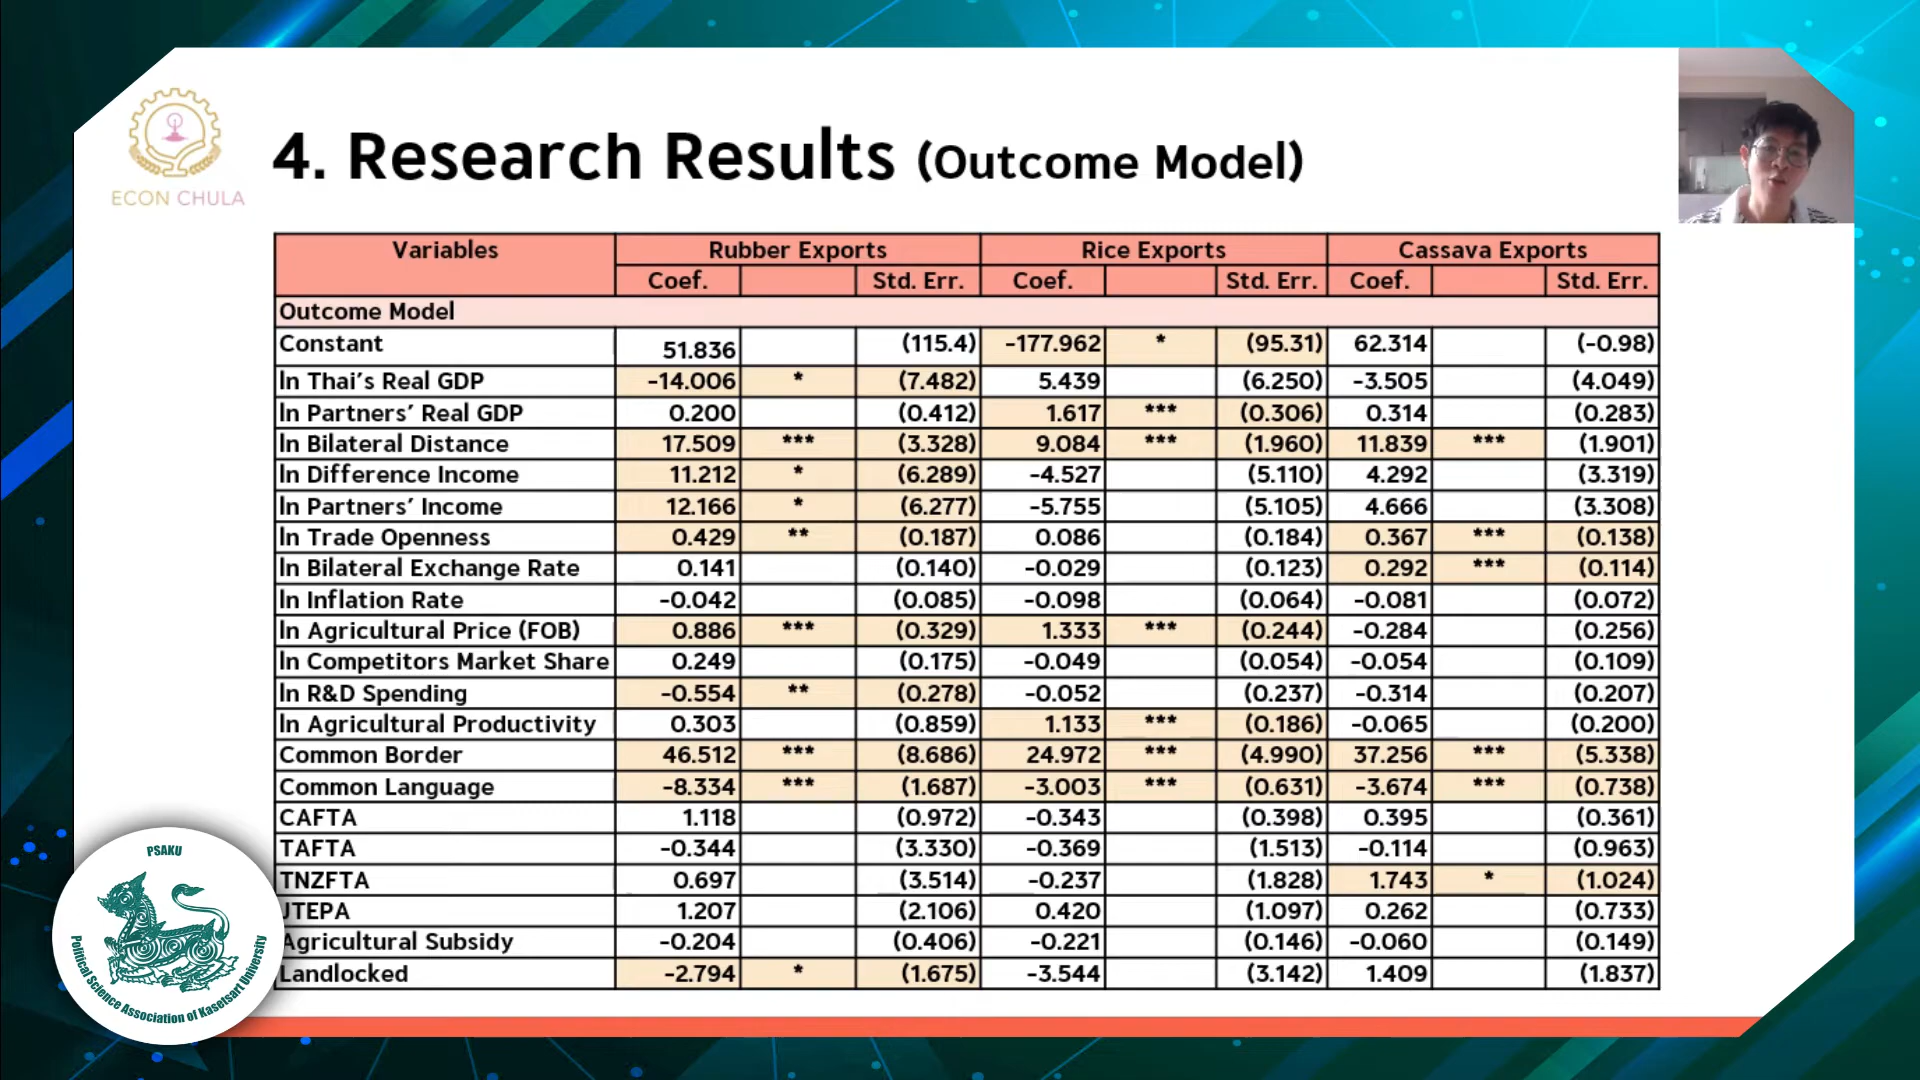 ECON CHULA
4. Research Results (Outcome Model)
Variables Rubber Exports Rice Exports Cassava Exports
Coef. Std. Err. Coef. Std. Err. Coef. Std. Err.
Outcome Model
Constant 51.836 (115.4) -177.962 * (95.31) 62.314 (-0.98)
ln Thai's Real GDP -14.006 * (7.482) 5.439 (6.250) -3.505 (4.049)
ln Partners' Real GDP 0.200 (0.412) 1.617 *** (0.306) 0.314 (0.283)
ln Bilateral Distance 17.509 *** (3.328) 9.084 *** (1.960) 11.839 *** (1.901)
ln Difference Income 11.212 * (6.289) -4.527 (5.110) 4.292 (3.319)
ln Partners' Income 12.166 * (6.277) -5.755 (5.105) 4.666 (3.308)
ln Trade Openness 0.429 ** (0.187) 0.086 (0.184) 0.367 *** (0.138)
ln Bilateral Exchange Rate 0.141 (0.140) -0.029 (0.123) 0.292 *** (0.114)
ln Inflation Rate -0.042 (0.085) -0.098 (0.064) -0.081 (0.072)
ln Agricultural Price (FOB) 0.886 *** (0.329) 1.333 *** (0.244) -0.284 (0.256)
ln Competitors Market Share 0.249 (0.175) -0.049 (0.054) -0.054 (0.109)
ln R&D Spending -0.554 ** (0.278) -0.052 (0.237) -0.314 (0.207)
ln Agricultural Productivity 0.303 (0.859) 1.133 *** (0.186) -0.065 (0.200)
Common Border 46.512 *** (8.686) 24.972 *** (4.990) 37.256 *** (5.338)
Common Language -8.334 *** (1.687) -3.003 *** (0.631) -3.674 *** (0.738)
CAFTA 1.118 (0.972) -0.343 (0.398) 0.395 (0.361)
TAFTA -0.344 (3.330) -0.369 (1.513) -0.114 (0.963)
TNZFTA 0.697 (3.514) -0.237 (1.828) 1.743 * (1.024)
JTEPA 1.207 (2.106) 0.420 (1.097) 0.262 (0.733)
Agricultural Subsidy -0.204 (0.406) -0.221 (0.146) -0.060 (0.149)
Landlocked -2.794 * (1.675) -3.544 (3.142) 1.409 (1.837)
PSAKU
Political Science Association of Kasetsart University